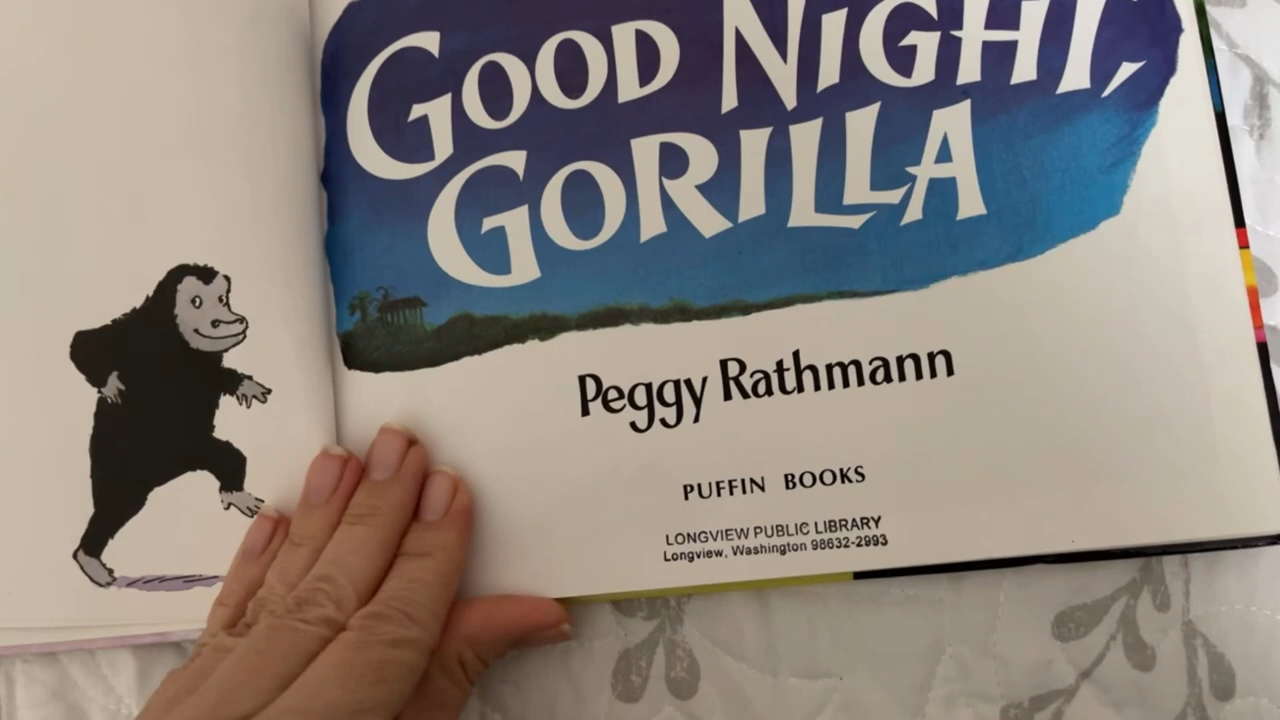 GOOD NIGHT,
GORILLA
Peggy Rathmann
PUFFIN BOOKS
LONGVIEW PUBLIC LIBRARY
Longview, Washington 98632-2993